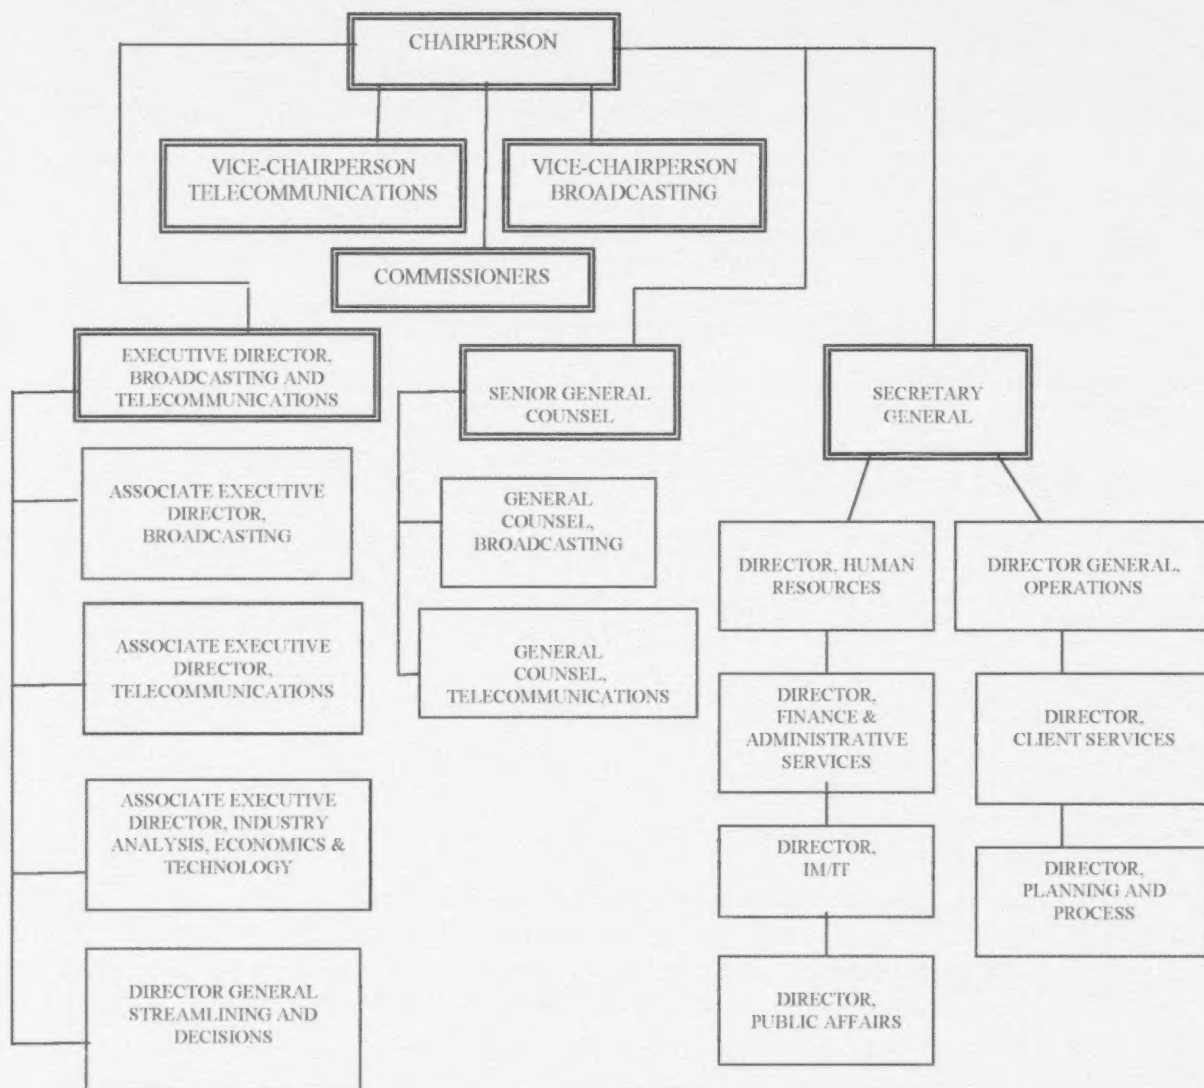 CHAIRPERSON
VICE-CHAIRPERSON
TELECOMMUNICATIONS
VICE-CHAIRPERSON
BROADCASTING
COMMISSIONERS
EXECUTIVE DIRECTOR,
BROADCASTING AND
TELECOMMUNICATIONS
ASSOCIATE EXECUTIVE
DIRECTOR,
BROADCASTING
ASSOCIATE EXECUTIVE
DIRECTOR,
TELECOMMUNICATIONS
ASSOCIATE EXECUTIVE
DIRECTOR, INDUSTRY
ANALYSIS, ECONOMICS &
TECHNOLOGY
DIRECTOR GENERAL
STREAMLINING AND
DECISIONS
SENIOR GENERAL
COUNSEL
GENERAL
COUNSEL,
BROADCASTING
GENERAL
COUNSEL,
TELECOMMUNICATIONS
SECRETARY
GENERAL
DIRECTOR, HUMAN
RESOURCES
DIRECTOR,
FINANCE &
ADMINISTRATIVE
SERVICES
DIRECTOR,
IM/IT
DIRECTOR,
PUBLIC AFFAIRS
DIRECTOR GENERAL,
OPERATIONS
DIRECTOR,
CLIENT SERVICES
DIRECTOR,
PLANNING AND
PROCESS